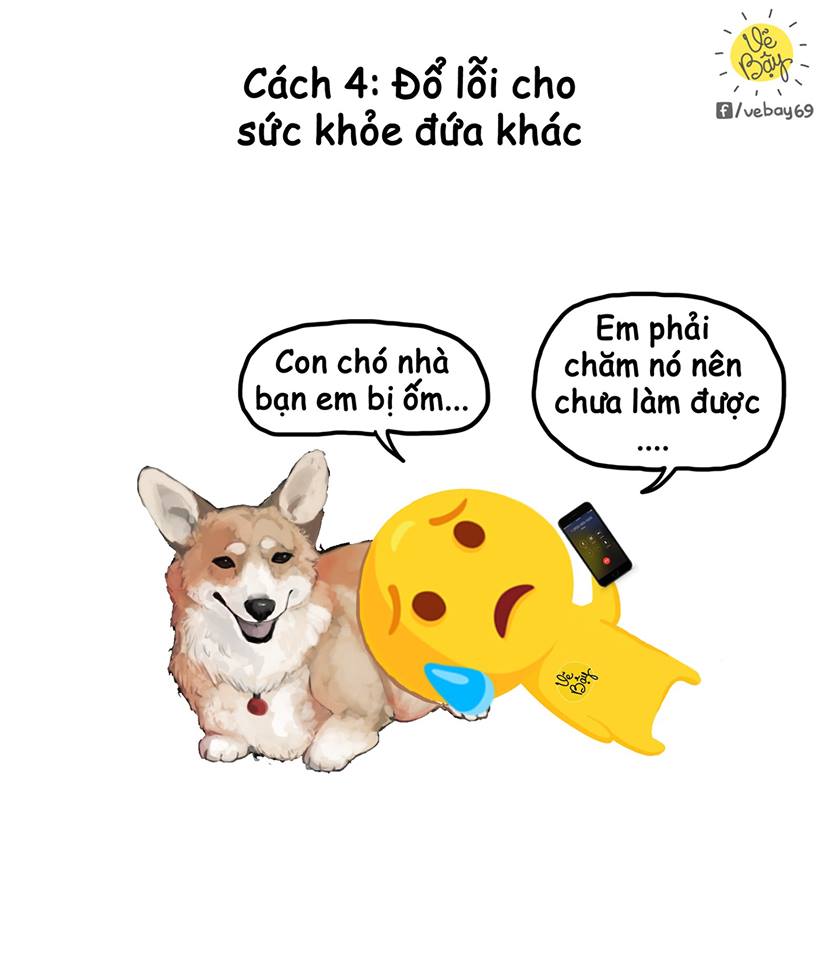 Vẽ
Bậy
f/vebay69
Cách 4: Đổ lỗi cho
sức khỏe đứa khác
Con chó nhà
bạn em bị ốm...
Em phải
chăm nó nên
chưa làm được
....
Vẽ
Bậy